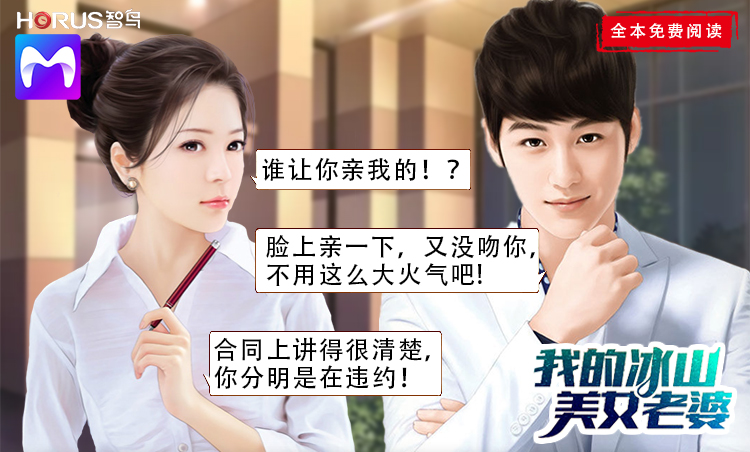 HORUS智鸟
全本免费阅读
谁让你亲我的！？
脸上亲一下，又没吻你，
不用这么大火气吧!
合同上讲得很清楚，
你分明是在违约！
我的冰山
美女老婆